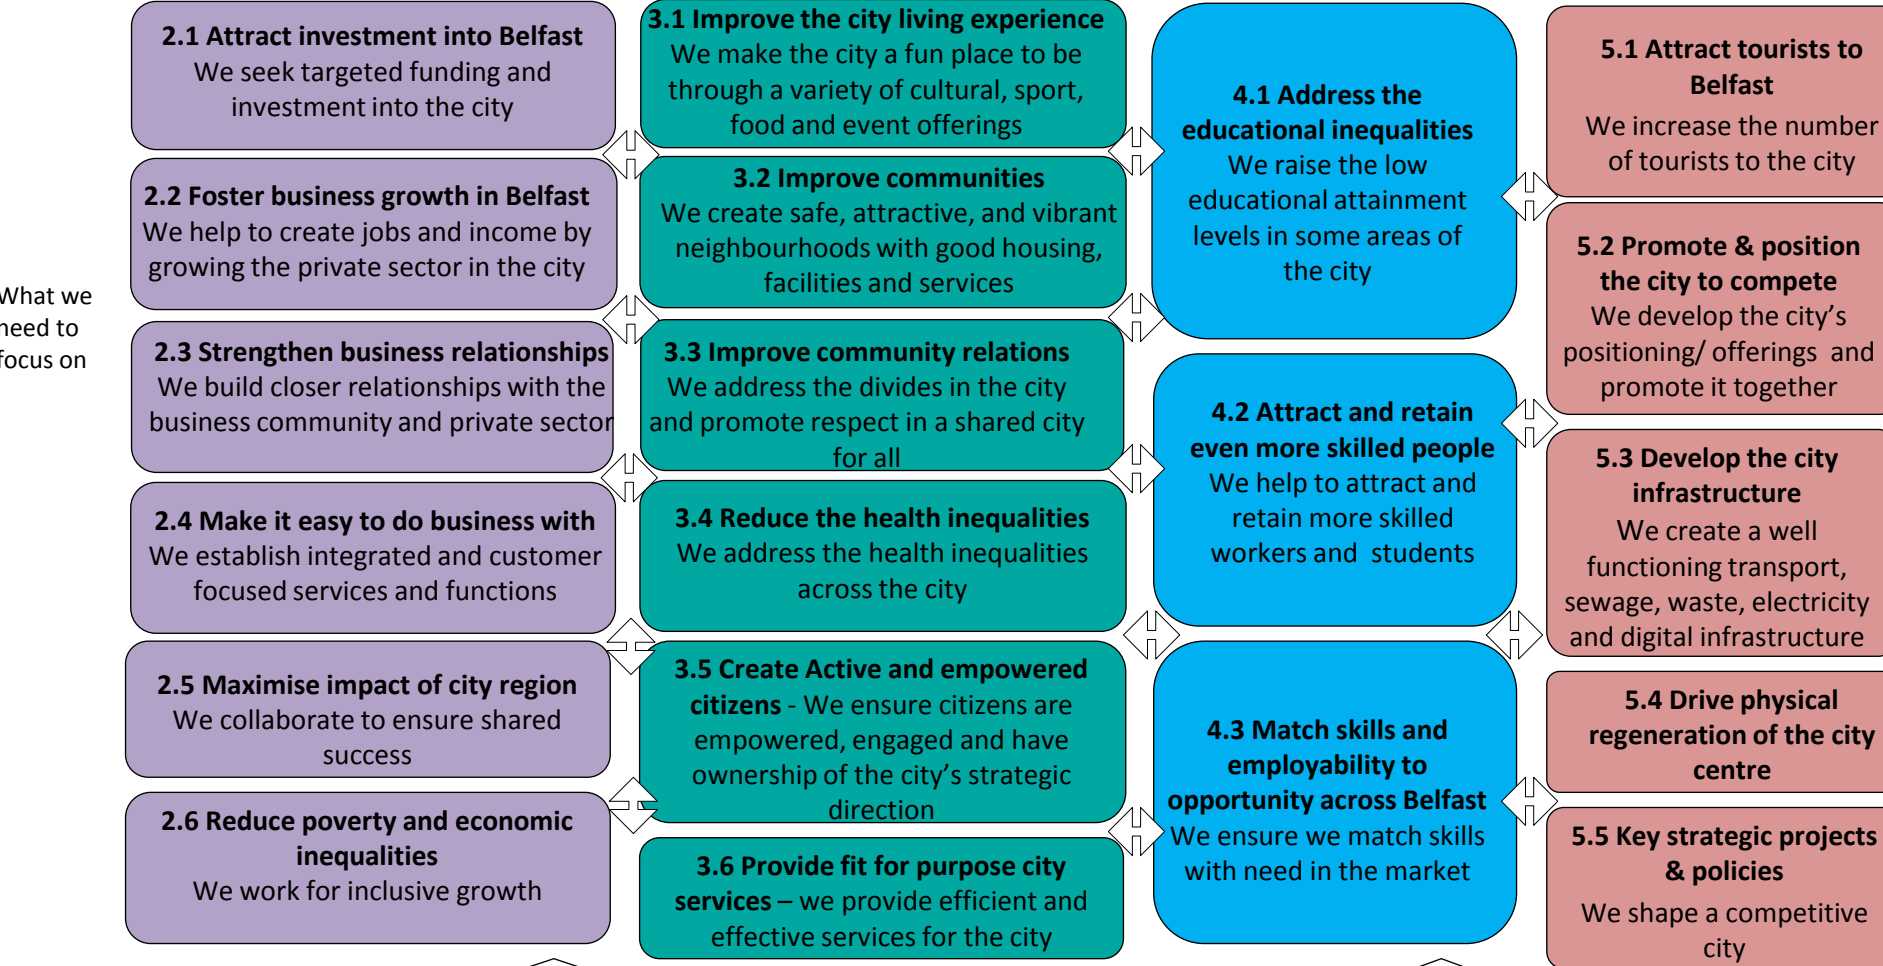 What we
need to
focus on
2.1 Attract investment into Belfast
We seek targeted funding and
investment into the city
2.2 Foster business growth in Belfast
We help to create jobs and income by
growing the private sector in the city
2.3 Strengthen business relationships
We build closer relationships with the
business community and private sector
2.4 Make it easy to do business with
We establish integrated and customer
focused services and functions
2.5 Maximise impact of city region
We collaborate to ensure shared
success
2.6 Reduce poverty and economic
inequalities
We work for inclusive growth
3.1 Improve the city living experience
We make the city a fun place to be
through a variety of cultural, sport,
food and event offerings
3.2 Improve communities
We create safe, attractive, and vibrant
neighbourhoods with good housing,
facilities and services
3.3 Improve community relations
We address the divides in the city
and promote respect in a shared city
for all
3.4 Reduce the health inequalities
We address the health inequalities
across the city
3.5 Create Active and empowered
citizens - We ensure citizens are
empowered, engaged and have
ownership of the city's strategic
direction
3.6 Provide fit for purpose city
services – we provide efficient and
effective services for the city
4.1 Address the
educational inequalities
We raise the low
educational attainment
levels in some areas of
the city
4.2 Attract and retain
even more skilled people
We help to attract and
retain more skilled
workers and  students
4.3 Match skills and
employability to
opportunity across Belfast
We ensure we match skills
with need in the market
5.1 Attract tourists to
Belfast
We increase the number
of tourists to the city
5.2 Promote & position
the city to compete
We develop the city's
positioning/ offerings  and
promote it together
5.3 Develop the city
infrastructure
We create a well
functioning transport,
sewage, waste, electricity
and digital infrastructure
5.4 Drive physical
regeneration of the city
centre
5.5 Key strategic projects
& policies
We shape a competitive
city